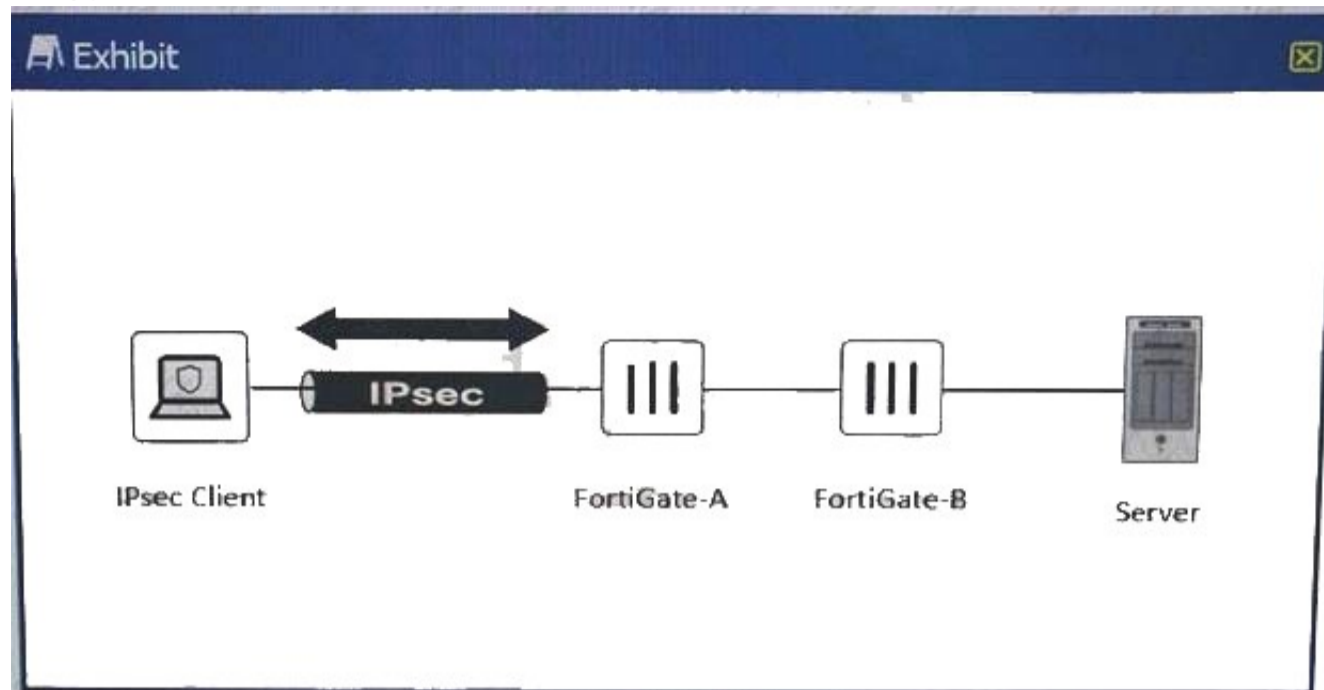 Exhibit
IPsec
IPsec Client
FortiGate-A
FortiGate-B
Server